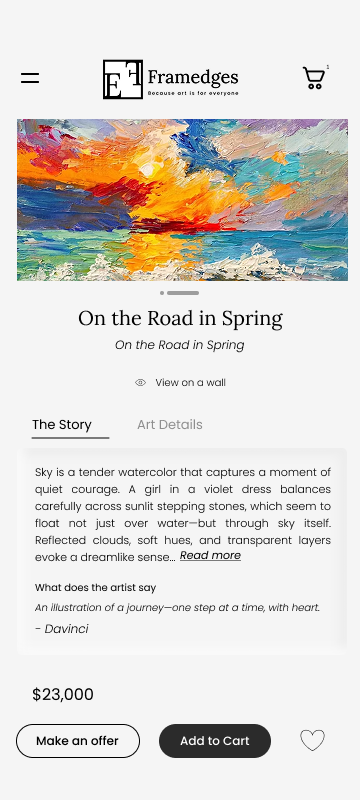 E F
Framedges
Because art is for everyone
1
On the Road in Spring
On the Road in Spring
View on a wall
The Story
Art Details
Sky is a tender watercolor that captures a moment of
quiet courage. A girl in a violet dress balances
carefully across sunlit stepping stones, which seem to
float not just over water—but through sky itself.
Reflected clouds, soft hues, and transparent layers
evoke a dreamlike sense... Read more
What does the artist say
An illustration of a journey—one step at a time, with heart.
- Davinci
$23,000
Make an offer
Add to Cart